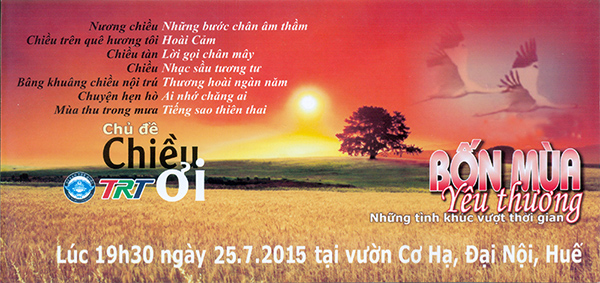 Nương chiều Những bước chân âm thầm
Chiều trên quê hương tôi Hoài Cảm
Chiều tàn Lời gọi chân mây
Chiều Nhạc sầu tương tư
Bâng khuâng chiều nội trú Thương hoài ngàn năm
Chuyện hẹn hò Ai nhớ chăng ai
Mùa thu trong mưa Tiếng sao thiên thai
Chủ đề
Chiều
ơi
TRT
BỐN MÙA
Yêu thương
Những tình khúc vượt thời gian
Lúc 19h30 ngày 25.7.2015 tại vườn Cơ Hạ, Đại Nội, Huế